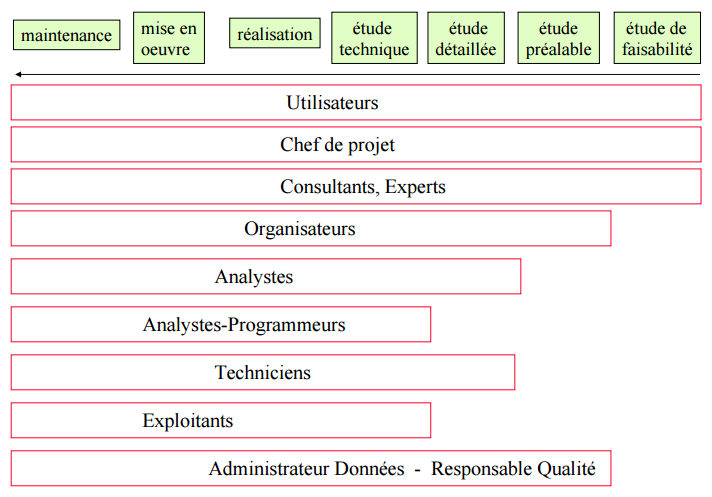 maintenance
mise en
oeuvre
réalisation
étude
technique
étude
détaillée
étude
préalable
étude de
faisabilité
Utilisateurs
Chef de projet
Consultants, Experts
Organisateurs
Analystes
Analystes-Programmeurs
Techniciens
Exploitants
Administrateur Données - Responsable Qualité